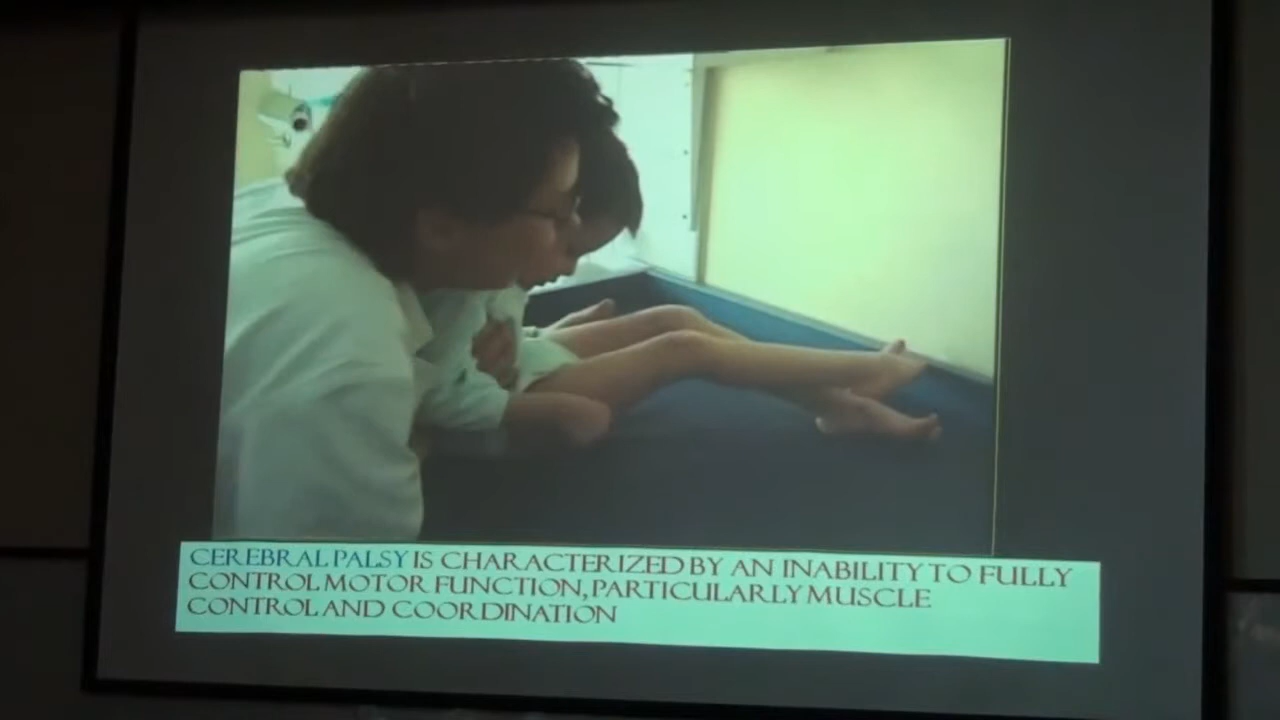 CEREBRAL PALSY IS CHARACTERIZED BY AN INABILITY TO FULLY
CONTROL MOTOR FUNCTION, PARTICULARLY MUSCLE
CONTROL AND COORDINATION